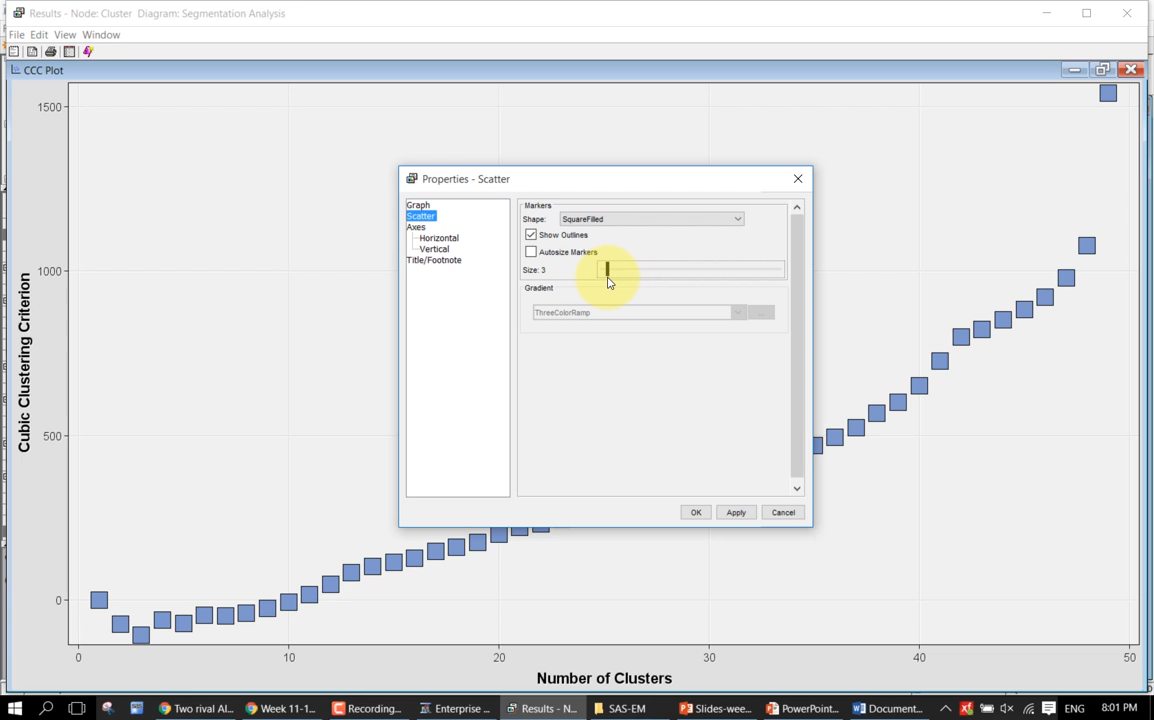 Results - Node: Cluster  Diagram: Segmentation Analysis
File Edit View Window
CCC Plot
1500
1000
500
0
Cubic Clustering Criterion
0 10 20 30 40 50
Number of Clusters
Properties - Scatter
Graph
Scatter
Axes
Horizontal
Vertical
Title/Footnote
Markers
Shape: SquareFilled
Show Outlines
Autosize Markers
Size: 3
Gradient
ThreeColorRamp ...
OK Apply Cancel
Two rival AI... Week 11-1... Recording... Enterprise ... Results - N... SAS-EM Slides-wee... PowerPoint... Document... ENG 8:01 PM